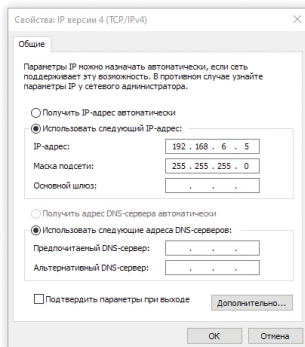 Свойства: IP версии 4 (TCP/IPv4)
Общие
Параметры IP можно назначать автоматически, если сеть
поддерживает эту возможность. В противном случае узнайте
параметры IP у сетевого администратора.
Получить IP-адрес автоматически
Использовать следующий IP-адрес:
IP-адрес: 192 . 168 . 6 . 5
Маска подсети: 255 . 255 . 255 . 0
Основной шлюз: . . .
Получить адрес DNS-сервера автоматически
Использовать следующие адреса DNS-серверов:
Предпочитаемый DNS-сервер: . . .
Альтернативный DNS-сервер: . . .
Подтвердить параметры при выходе
Дополнительно...
ОК Отмена